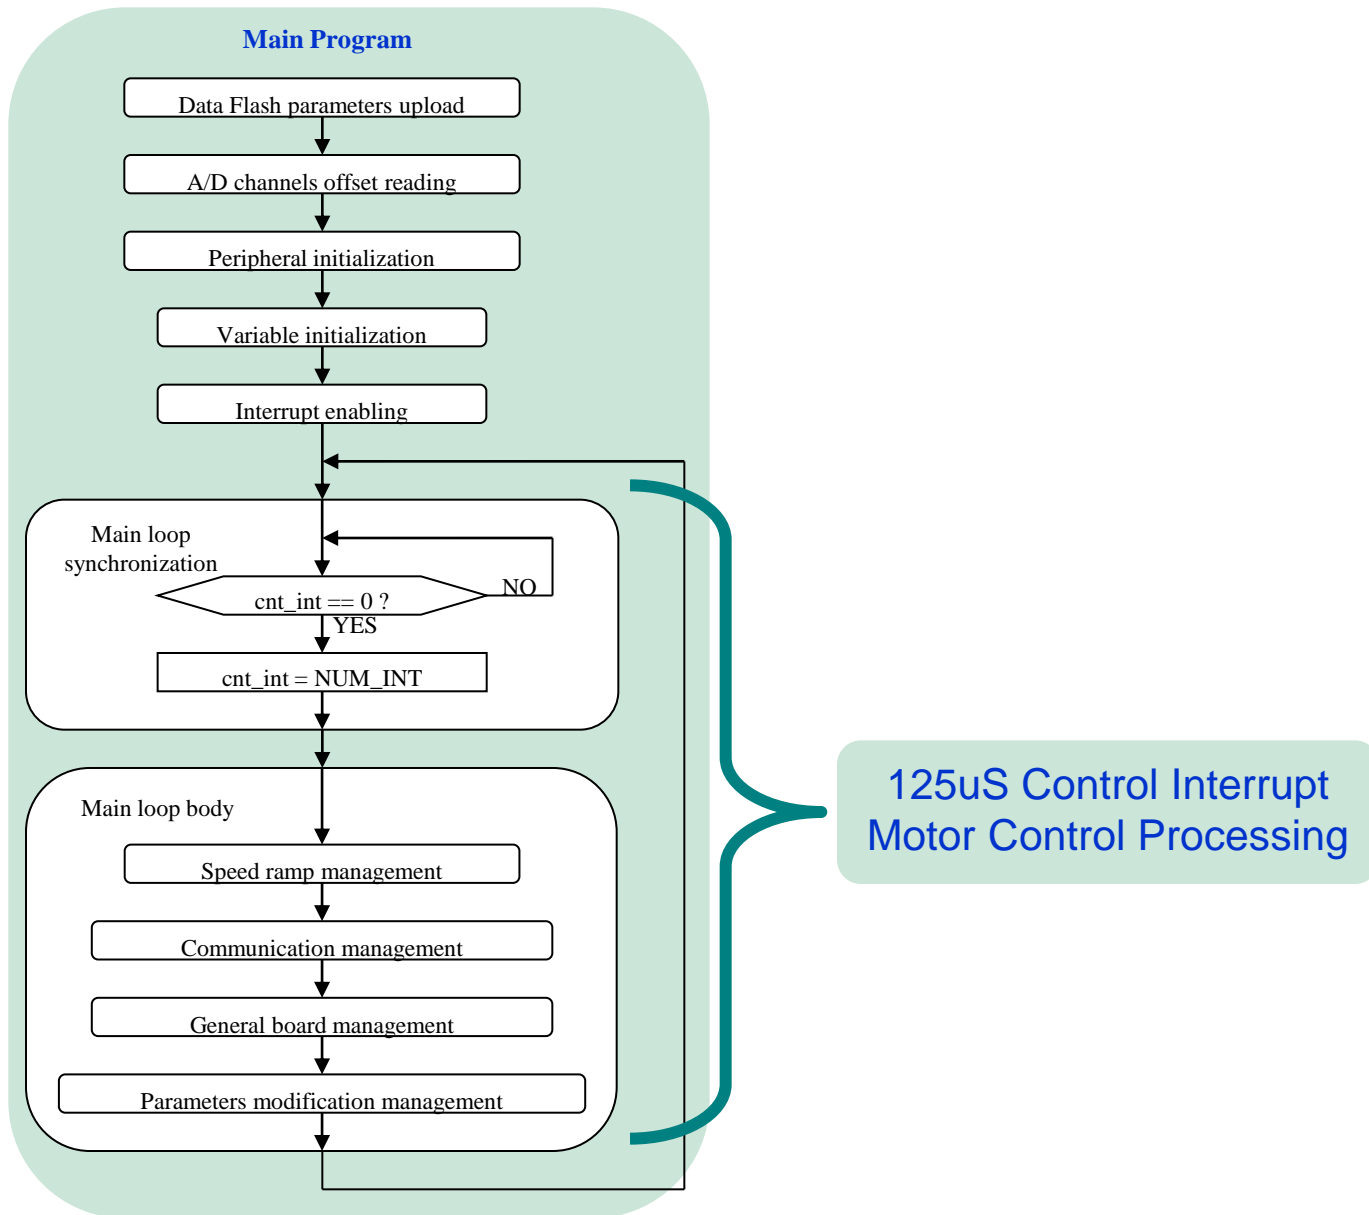 Main Program
Data Flash parameters upload
A/D channels offset reading
Peripheral initialization
Variable initialization
Interrupt enabling
Main loop
synchronization
NO
cnt_int == 0 ?
YES
cnt_int = NUM_INT
Main loop body
Speed ramp management
Communication management
General board management
Parameters modification management
125uS Control Interrupt
Motor Control Processing